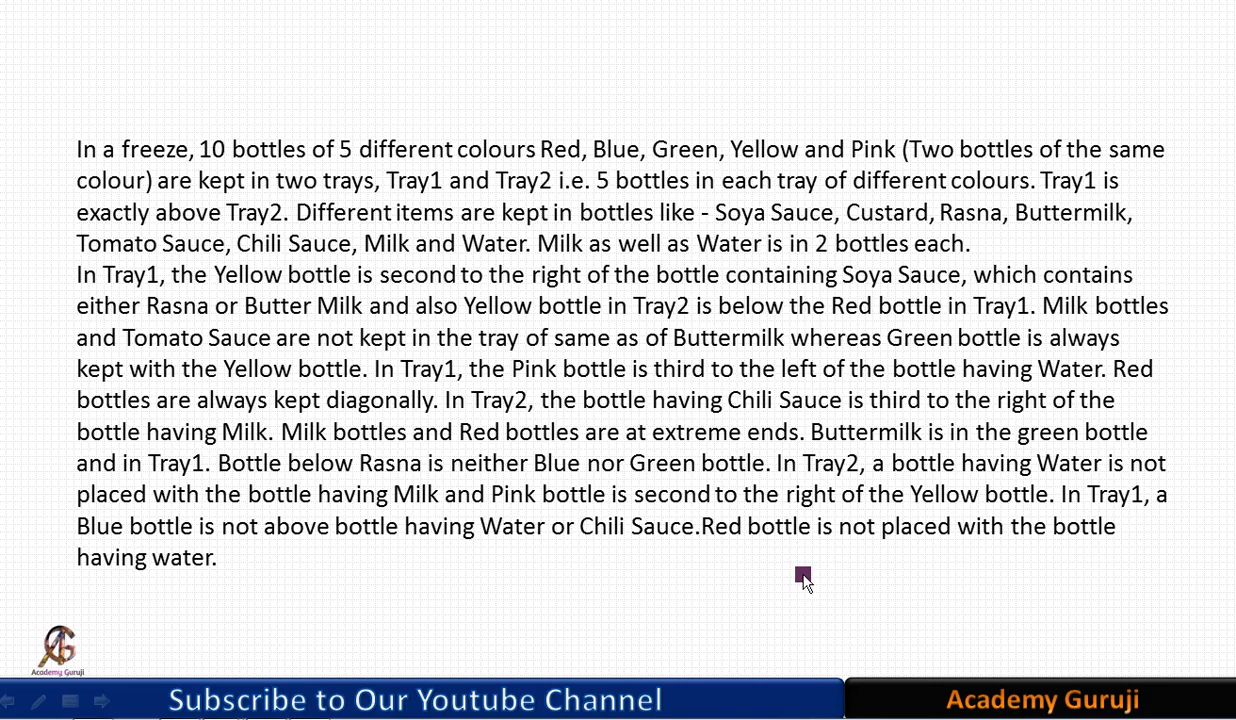 In a freeze, 10 bottles of 5 different colours Red, Blue, Green, Yellow and Pink (Two bottles of the same
colour) are kept in two trays, Tray1 and Tray2 i.e. 5 bottles in each tray of different colours. Tray1 is
exactly above Tray2. Different items are kept in bottles like - Soya Sauce, Custard, Rasna, Buttermilk,
Tomato Sauce, Chili Sauce, Milk and Water. Milk as well as Water is in 2 bottles each.
In Tray1, the Yellow bottle is second to the right of the bottle containing Soya Sauce, which contains
either Rasna or Butter Milk and also Yellow bottle in Tray2 is below the Red bottle in Tray1. Milk bottles
and Tomato Sauce are not kept in the tray of same as of Buttermilk whereas Green bottle is always
kept with the Yellow bottle. In Tray1, the Pink bottle is third to the left of the bottle having Water. Red
bottles are always kept diagonally. In Tray2, the bottle having Chili Sauce is third to the right of the
bottle having Milk. Milk bottles and Red bottles are at extreme ends. Buttermilk is in the green bottle
and in Tray1. Bottle below Rasna is neither Blue nor Green bottle. In Tray2, a bottle having Water is not
placed with the bottle having Milk and Pink bottle is second to the right of the Yellow bottle. In Tray1, a
Blue bottle is not above bottle having Water or Chili Sauce.Red bottle is not placed with the bottle
having water.
AG
Academy Guruji
Subscribe to Our Youtube Channel
Academy Guruji